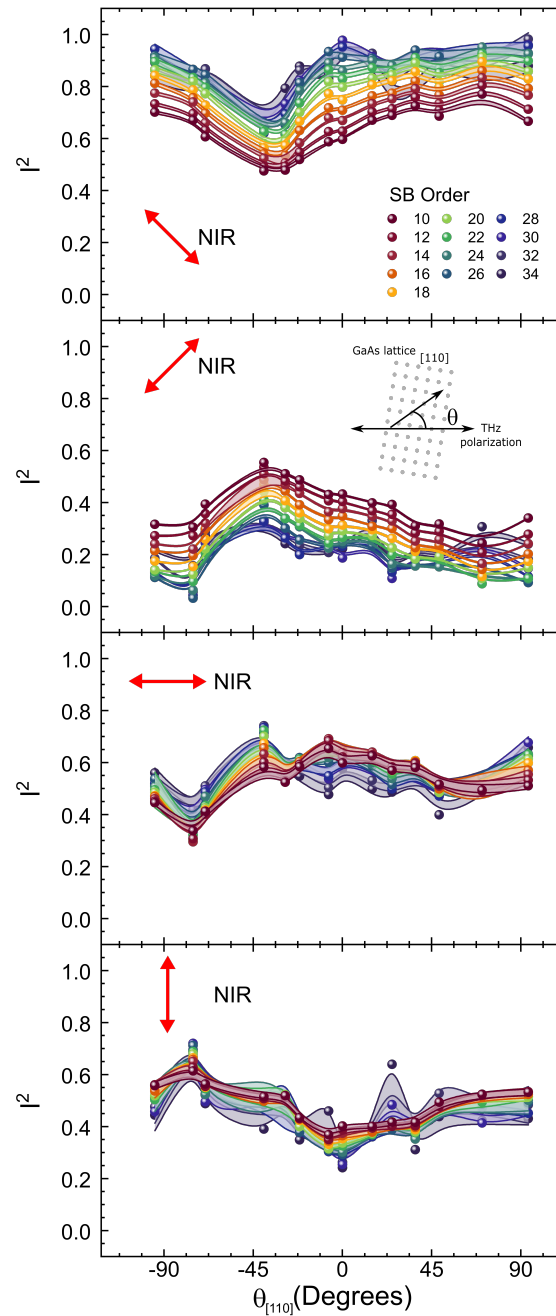 1.0
0.8
0.6
0.4
0.2
0.0
I²
NIR
SB Order
10 20 28
12 22 30
14 24 32
16 26 34
18
1.0
0.8
0.6
0.4
0.2
0.0
I²
NIR
GaAs lattice
[110]
θ
THz
polarization
1.0
0.8
0.6
0.4
0.2
0.0
I²
NIR
1.0
0.8
0.6
0.4
0.2
0.0
I²
NIR
-90 -45 0 45 90
θ[110](Degrees)